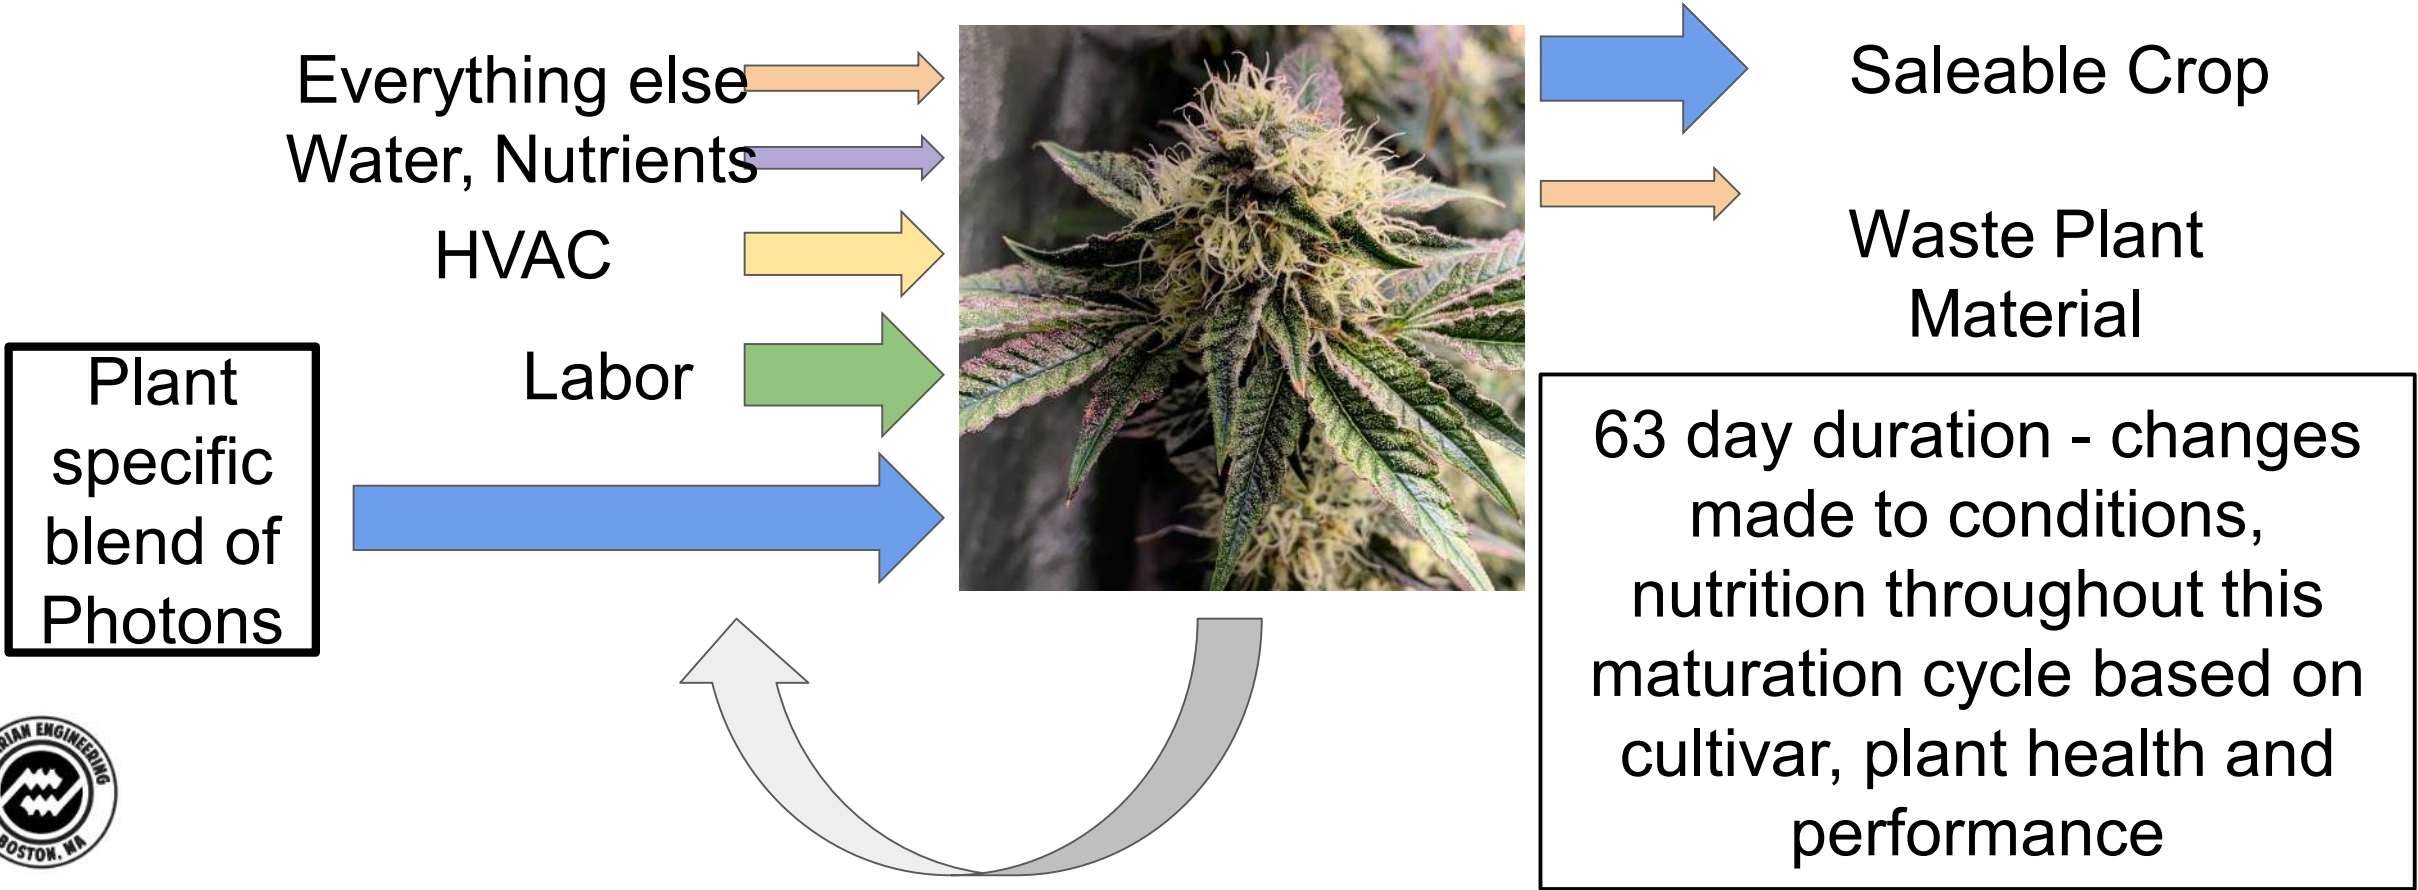 Everything else
Water, Nutrients
HVAC
Labor
Plant
specific
blend of
Photons
Saleable Crop
Waste Plant
Material
63 day duration - changes
made to conditions,
nutrition throughout this
maturation cycle based on
cultivar, plant health and
performance
ENGINEERING
BOSTON, MA